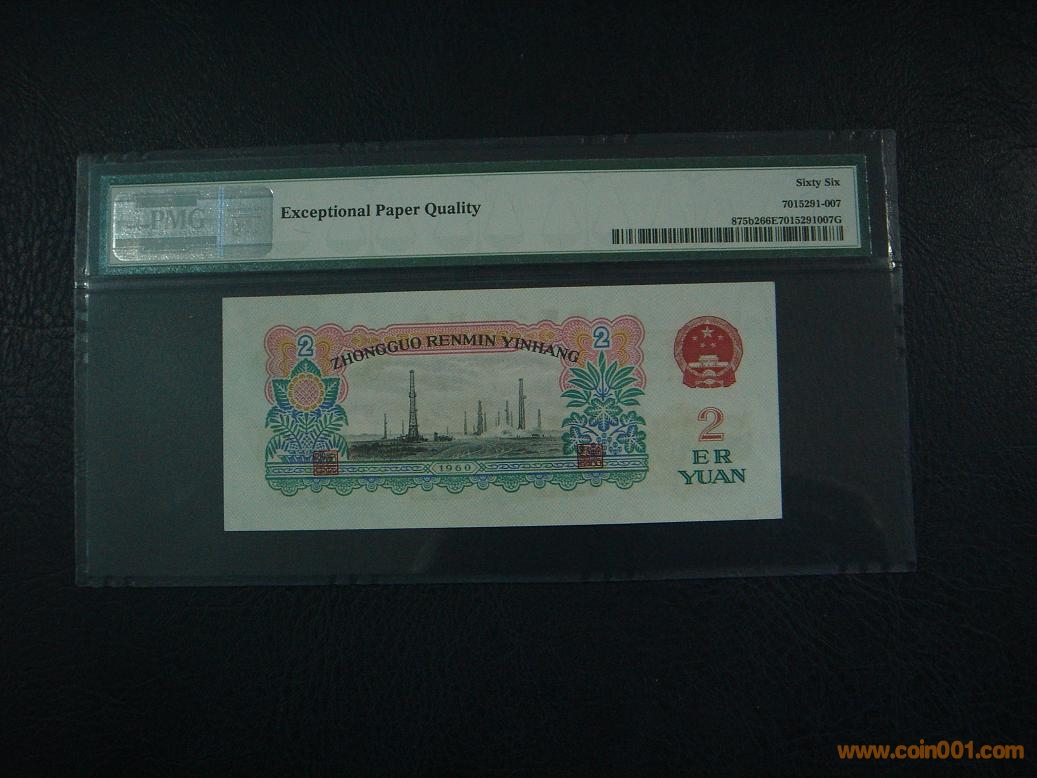 PMG
Exceptional Paper Quality
Sixty Six
7015291-007
875b266E7015291007G
2
2
ZHONGGUO RENMIN YINHANG
1960
2
ER
YUAN
www.coin001.com